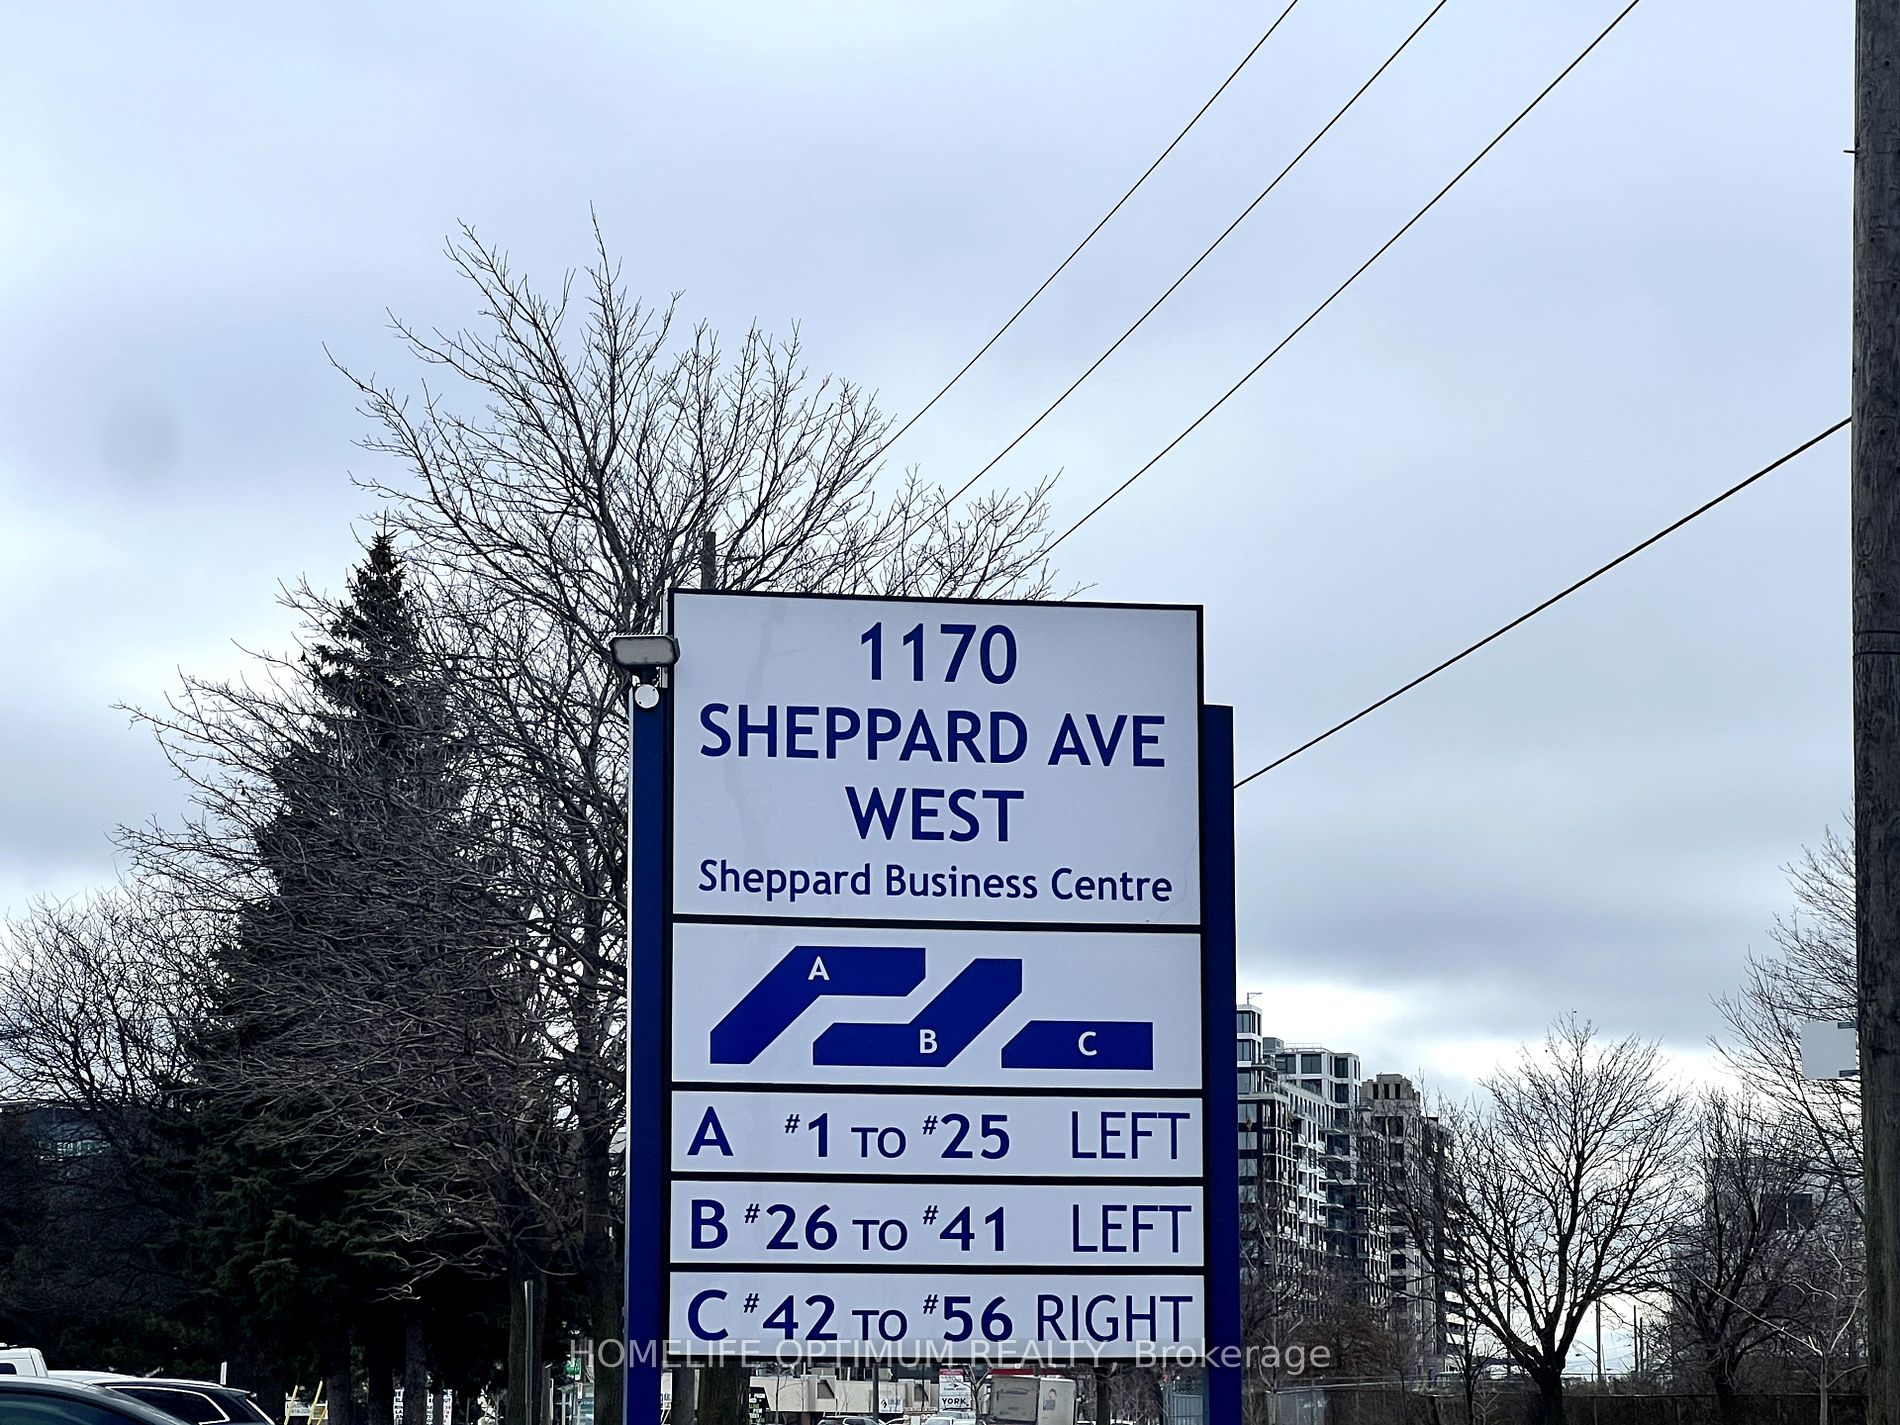 1170
SHEPPARD AVE
WEST
Sheppard Business Centre
A
B
C
A #1 TO #25 LEFT
B #26 TO #41 LEFT
C #42 TO #56 RIGHT
HOMELIFE OPTIMUM REALTY, Brokerage
YORK